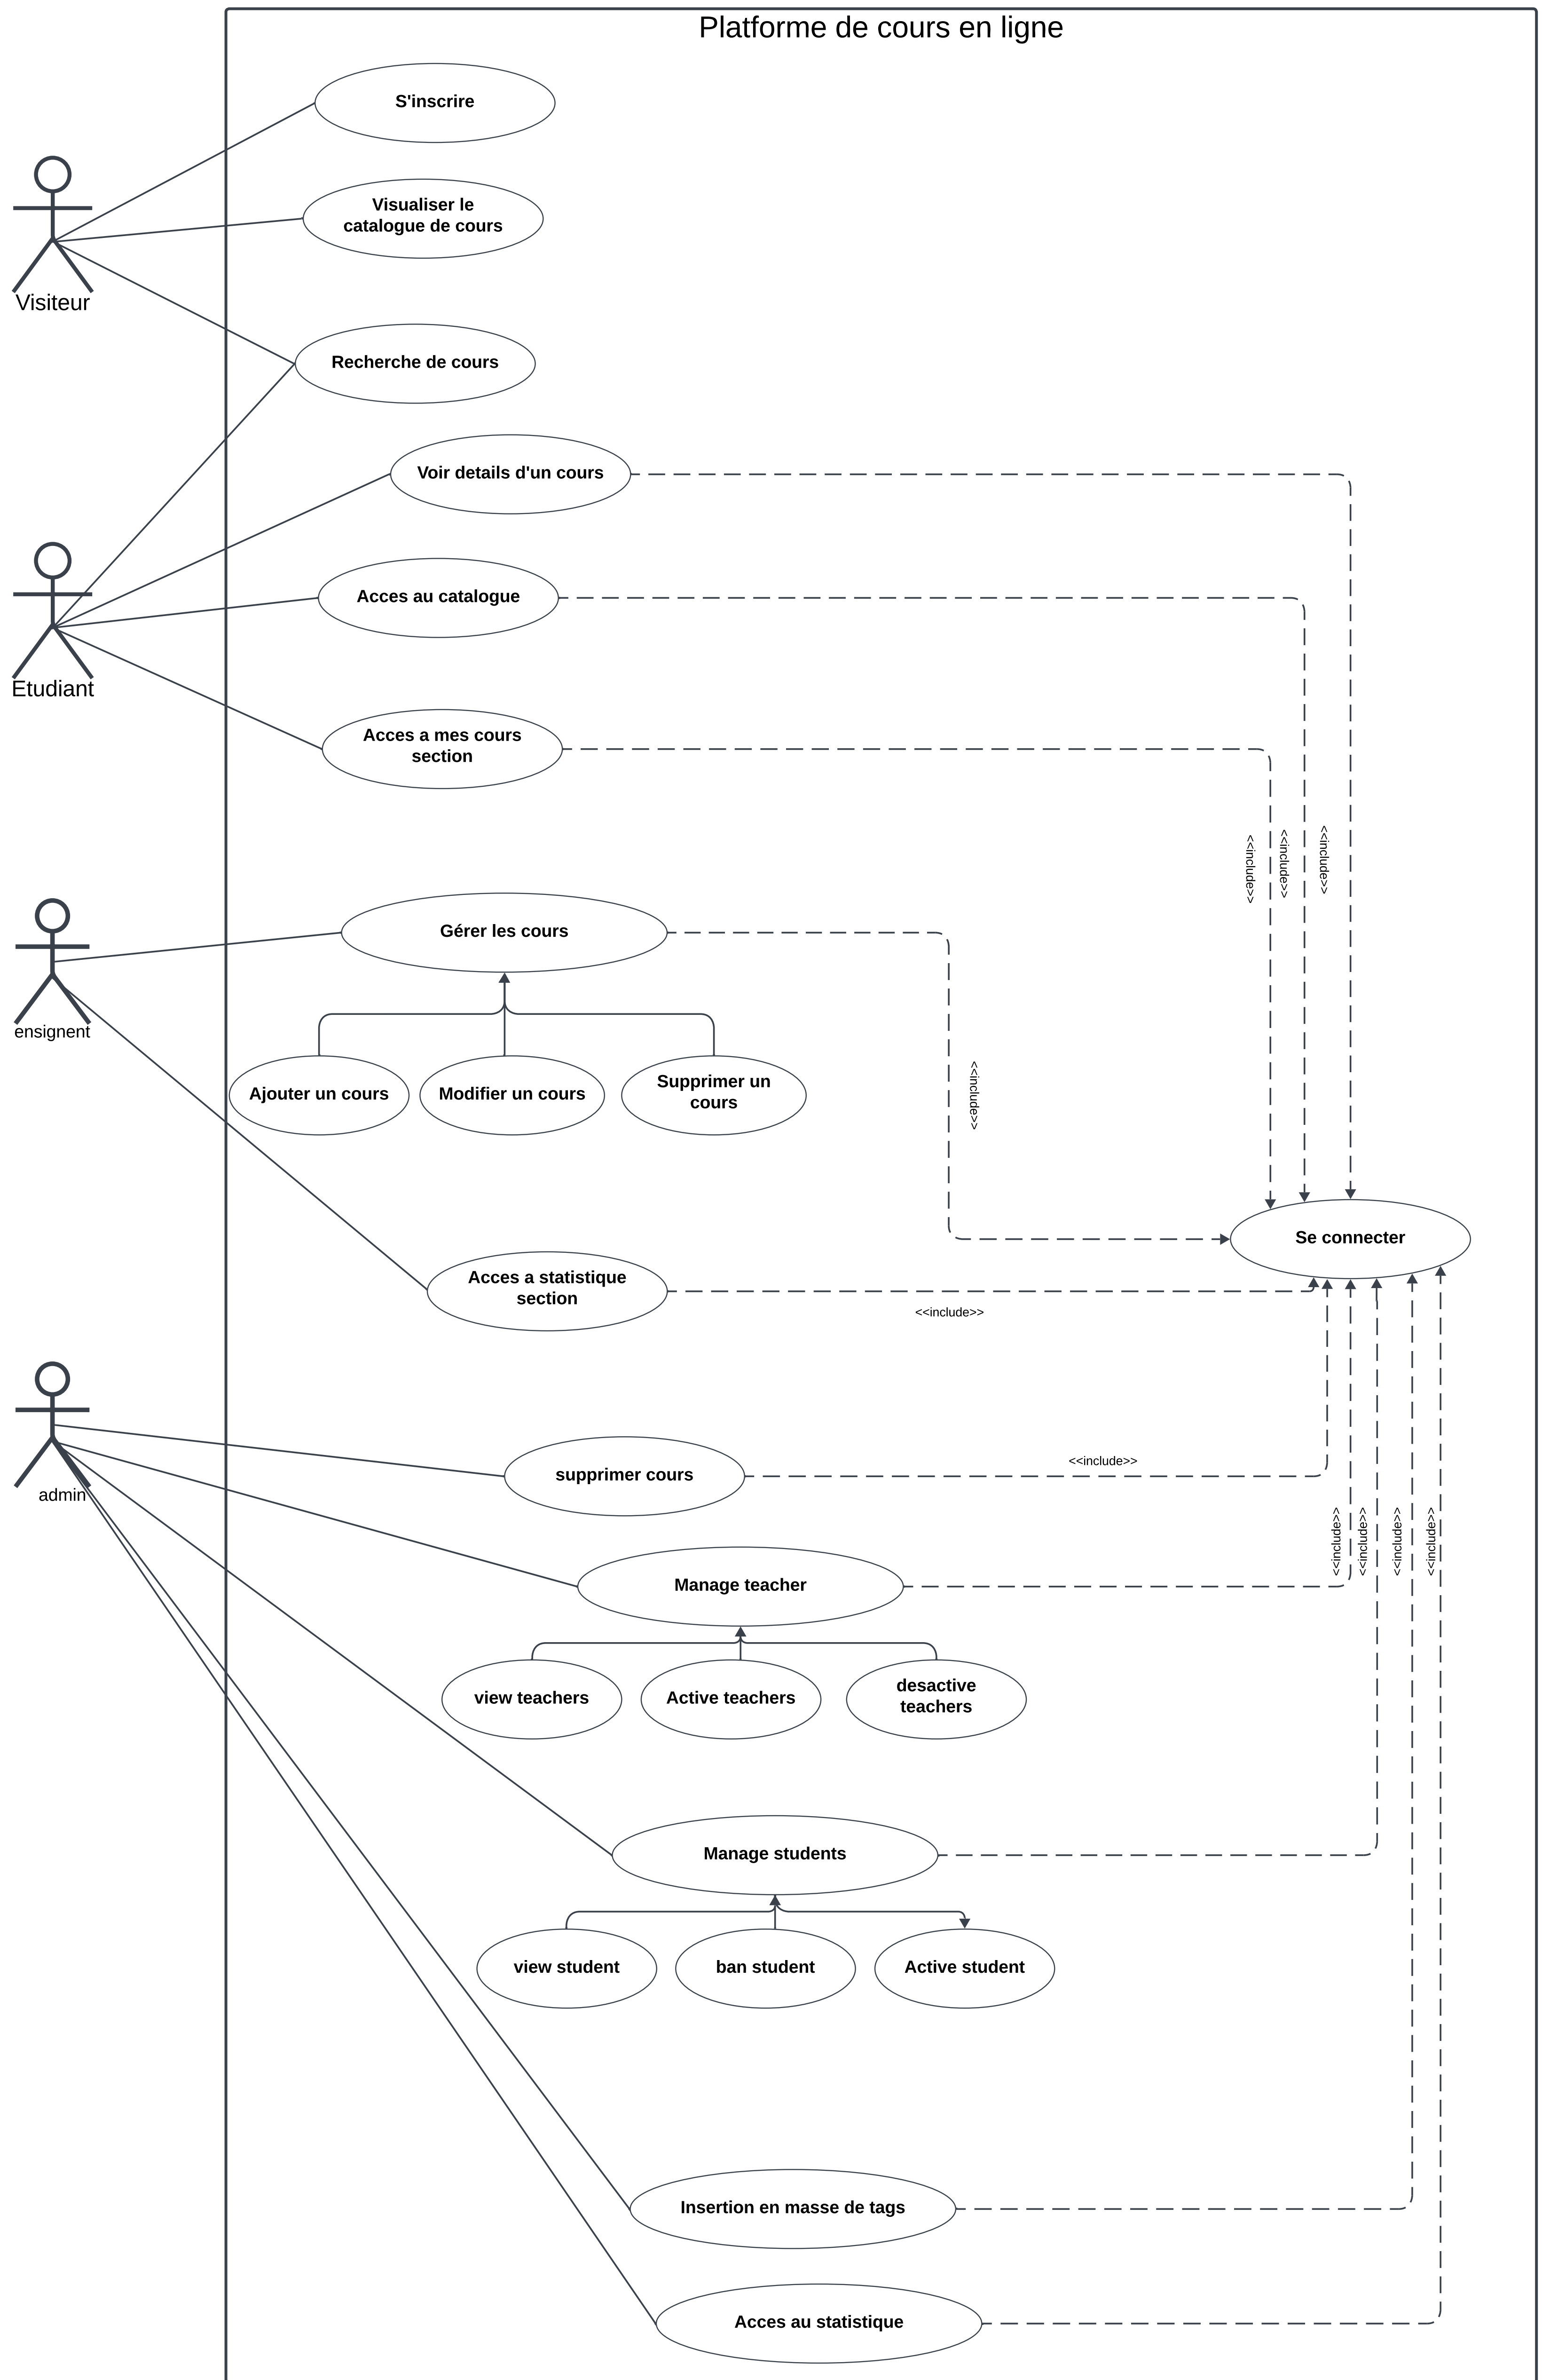 Platforme de cours en ligne
S'inscrire
Visualiser le
catalogue de cours
Visiteur
Recherche de cours
Voir details d'un cours
Acces au catalogue
Etudiant
Acces a mes cours
section
<<include>>
<<include>>
<<include>>
Gérer les cours
ensignent
Ajouter un cours
Modifier un cours
Supprimer un
cours
<<include>>
Se connecter
Acces a statistique
section
<<include>>
admin
supprimer cours
<<include>>
<<include>>
<<include>>
<<include>>
<<include>>
Manage teacher
view teachers
Active teachers
desactive
teachers
Manage students
view student
ban student
Active student
Insertion en masse de tags
Acces au statistique